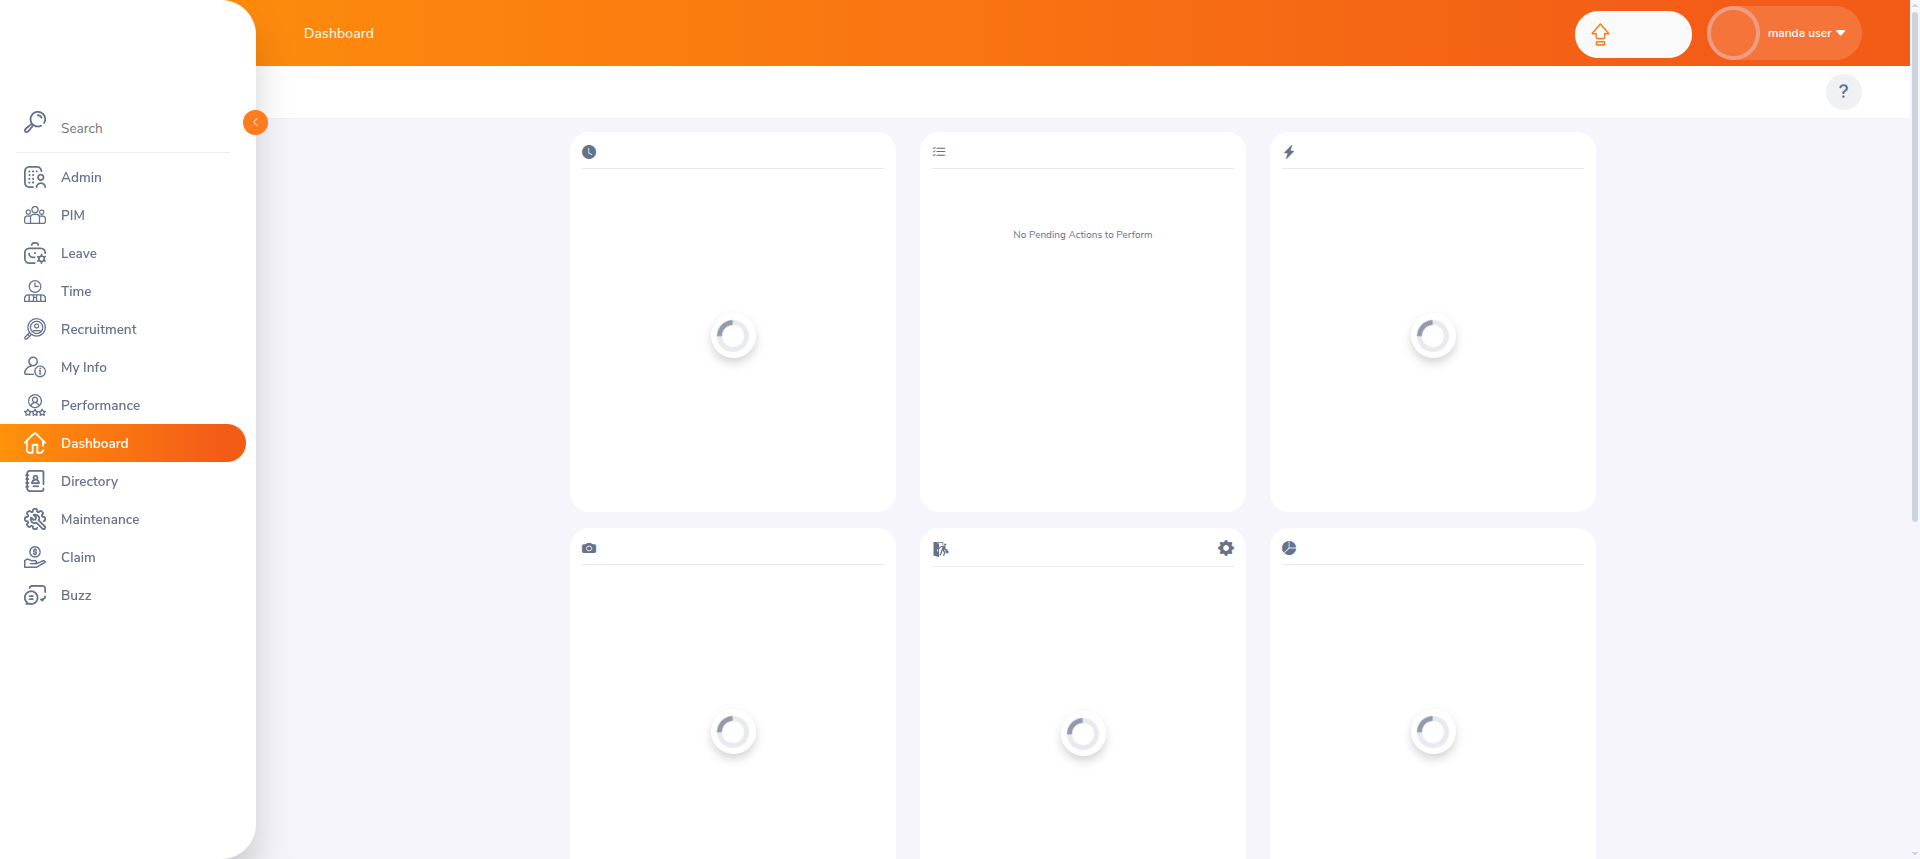 Dashboard
manda user
?
Search
Admin
PIM
Leave
Time
Recruitment
My Info
Performance
Dashboard
Directory
Maintenance
Claim
Buzz
No Pending Actions to Perform